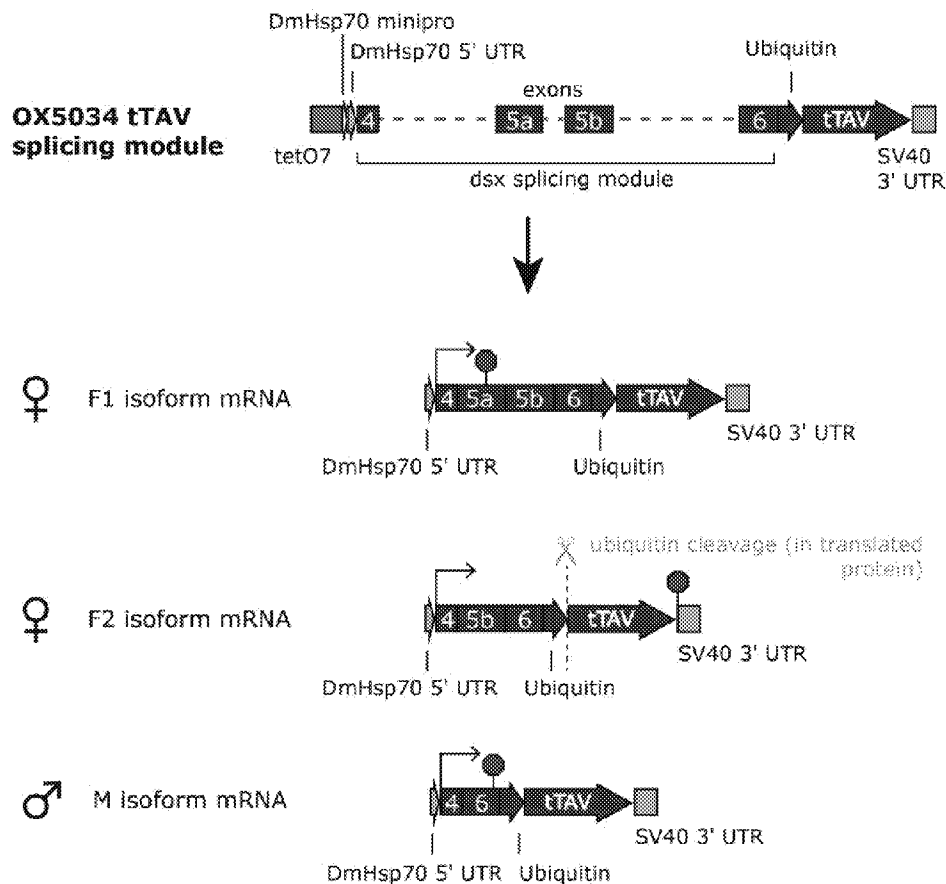 DmHsp70 minipro
DmHsp70 5' UTR
Ubiquitin
exons
OX5034 tTAV
splicing module
4
5a
5b
6
tTAV
tetO7
dsx splicing module
SV40
3' UTR
♀ F1 isoform mRNA
4 5a 5b 6 tTAV
SV40 3' UTR
DmHsp70 5' UTR
Ubiquitin
ubiquitin cleavage (in translated
protein)
♀ F2 isoform mRNA
4 5b 6 tTAV
SV40 3' UTR
DmHsp70 5' UTR
Ubiquitin
♂ M isoform mRNA
4 6 tTAV
SV40 3' UTR
DmHsp70 5' UTR
Ubiquitin